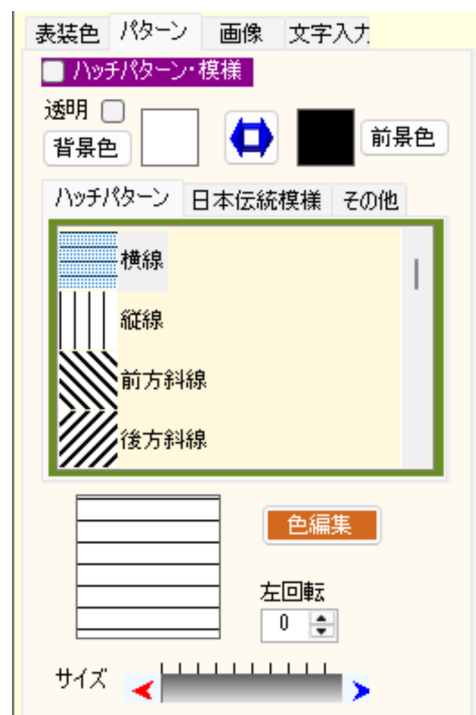 表装色 パターン 画像 文字入力
ハッチパターン・模様
透明
背景色 前景色
ハッチパターン 日本伝統模様 その他
横線
縦線
前方斜線
後方斜線
色編集
左回転
0
サイズ